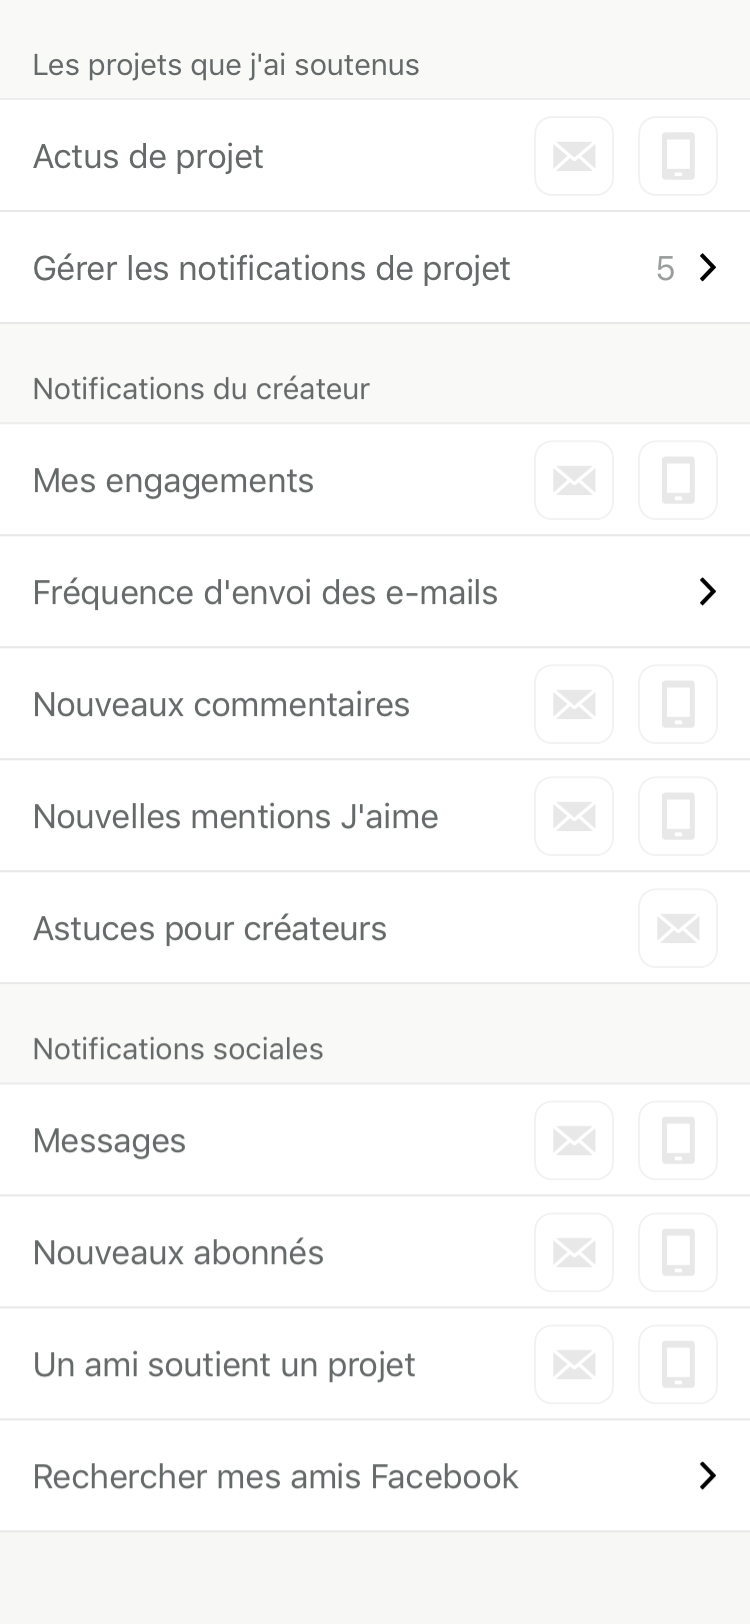 Les projets que j'ai soutenus
Actus de projet
Gérer les notifications de projet 5
Notifications du créateur
Mes engagements
Fréquence d'envoi des e-mails
Nouveaux commentaires
Nouvelles mentions J'aime
Astuces pour créateurs
Notifications sociales
Messages
Nouveaux abonnés
Un ami soutient un projet
Rechercher mes amis Facebook